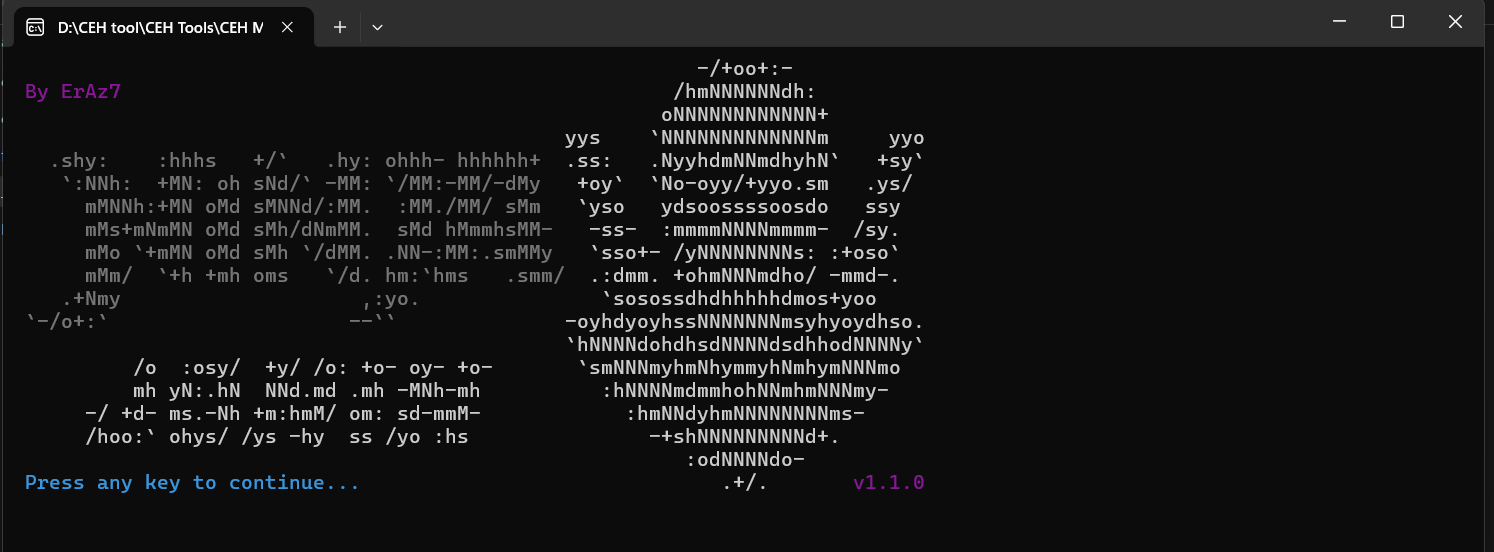 D:\CEH tool\CEH Tools\CEH M
By ErAz7
Press any key to continue...
v1.1.0